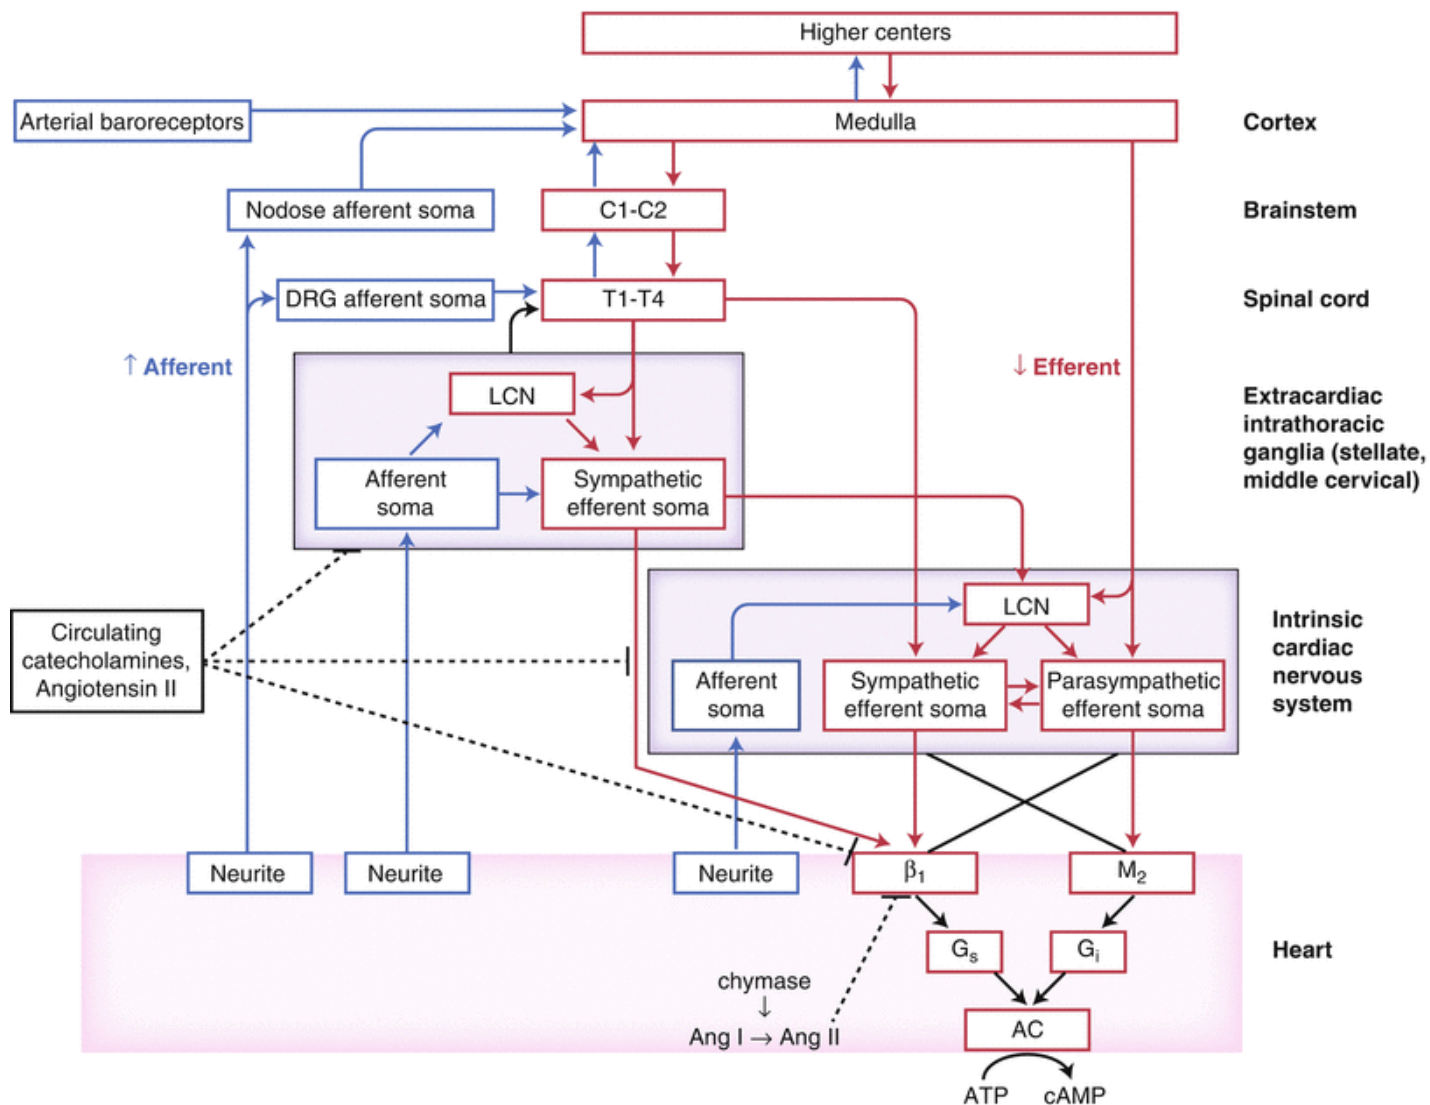 Higher centers
Arterial baroreceptors
Medulla
Cortex
Nodose afferent soma
C1-C2
Brainstem
DRG afferent soma
T1-T4
Spinal cord
↑ Afferent
↓ Efferent
LCN
Extracardiac
intrathoracic
ganglia (stellate,
middle cervical)
Afferent
soma
Sympathetic
efferent soma
Circulating
catecholamines,
Angiotensin II
LCN
Intrinsic
cardiac
nervous
system
Afferent
soma
Sympathetic
efferent soma
Parasympathetic
efferent soma
Neurite
Neurite
Neurite
β₁
M₂
Gₛ
Gᵢ
Heart
chymase
↓
Ang I → Ang II
AC
ATP
cAMP